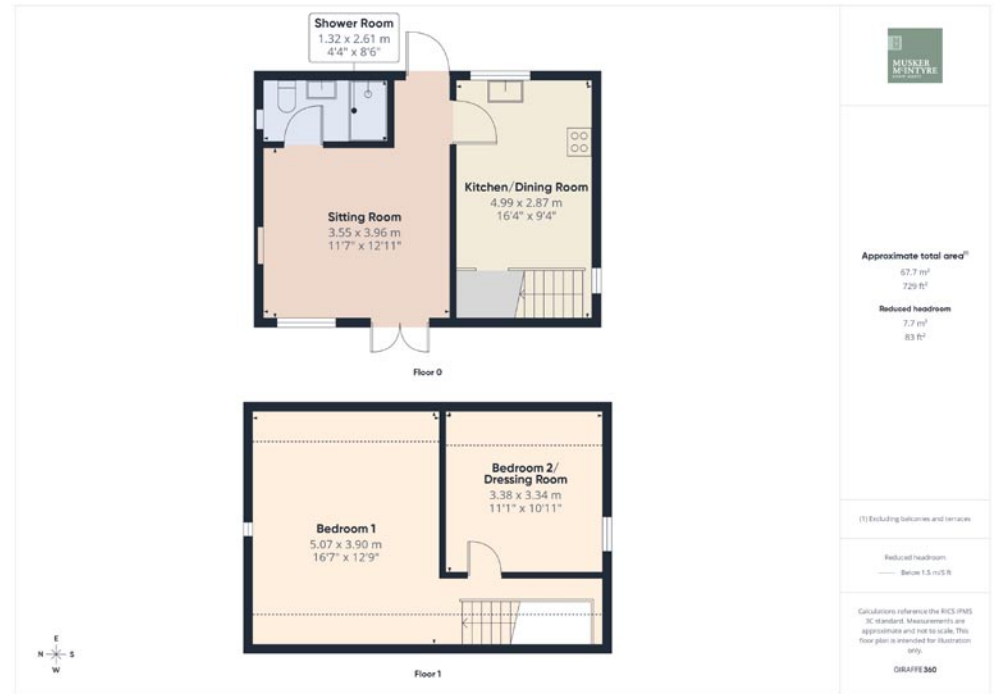 Shower Room
1.32 x 2.61 m
4'4" x 8'6"
Sitting Room
3.55 x 3.96 m
11'7" x 12'11"
Kitchen/Dining Room
4.99 x 2.87 m
16'4" x 9'4"
Floor 0
Bedroom 1
5.07 x 3.90 m
16'7" x 12'9"
Bedroom 2/
Dressing Room
3.38 x 3.34 m
11'1" x 10'11"
Floor 1
E
N S
W
MUSKER
McINTYRE
Approximate total area(1)
67.7 m²
729 ft²
Reduced headroom
7.7 m²
83 ft²
(1) Excluding balconies and terraces
Reduced headroom
Below 1.5 m/5 ft
Calculations reference the RICS IPMS
3C standard. Measurements are
approximate and not to scale. This
floor plan is intended for illustration
only.
GIRAFFE360